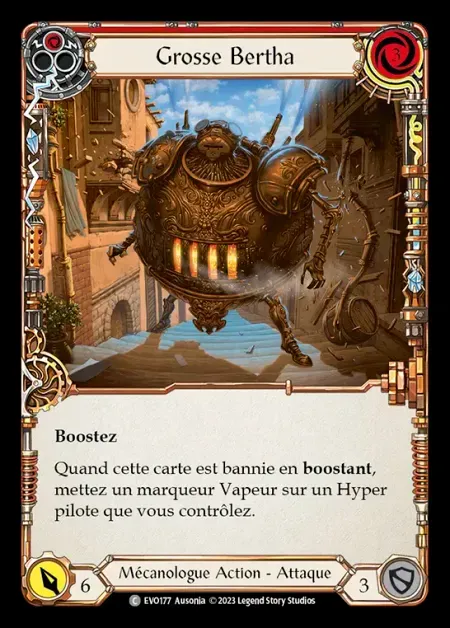 Grosse Bertha
3
Boostez
Quand cette carte est bannie en boostant,
mettez un marqueur Vapeur sur un Hyper
pilote que vous contrôlez.
6
Mécanologue Action - Attaque
3
C EVO177 Ausonia © 2023 Legend Story Studios